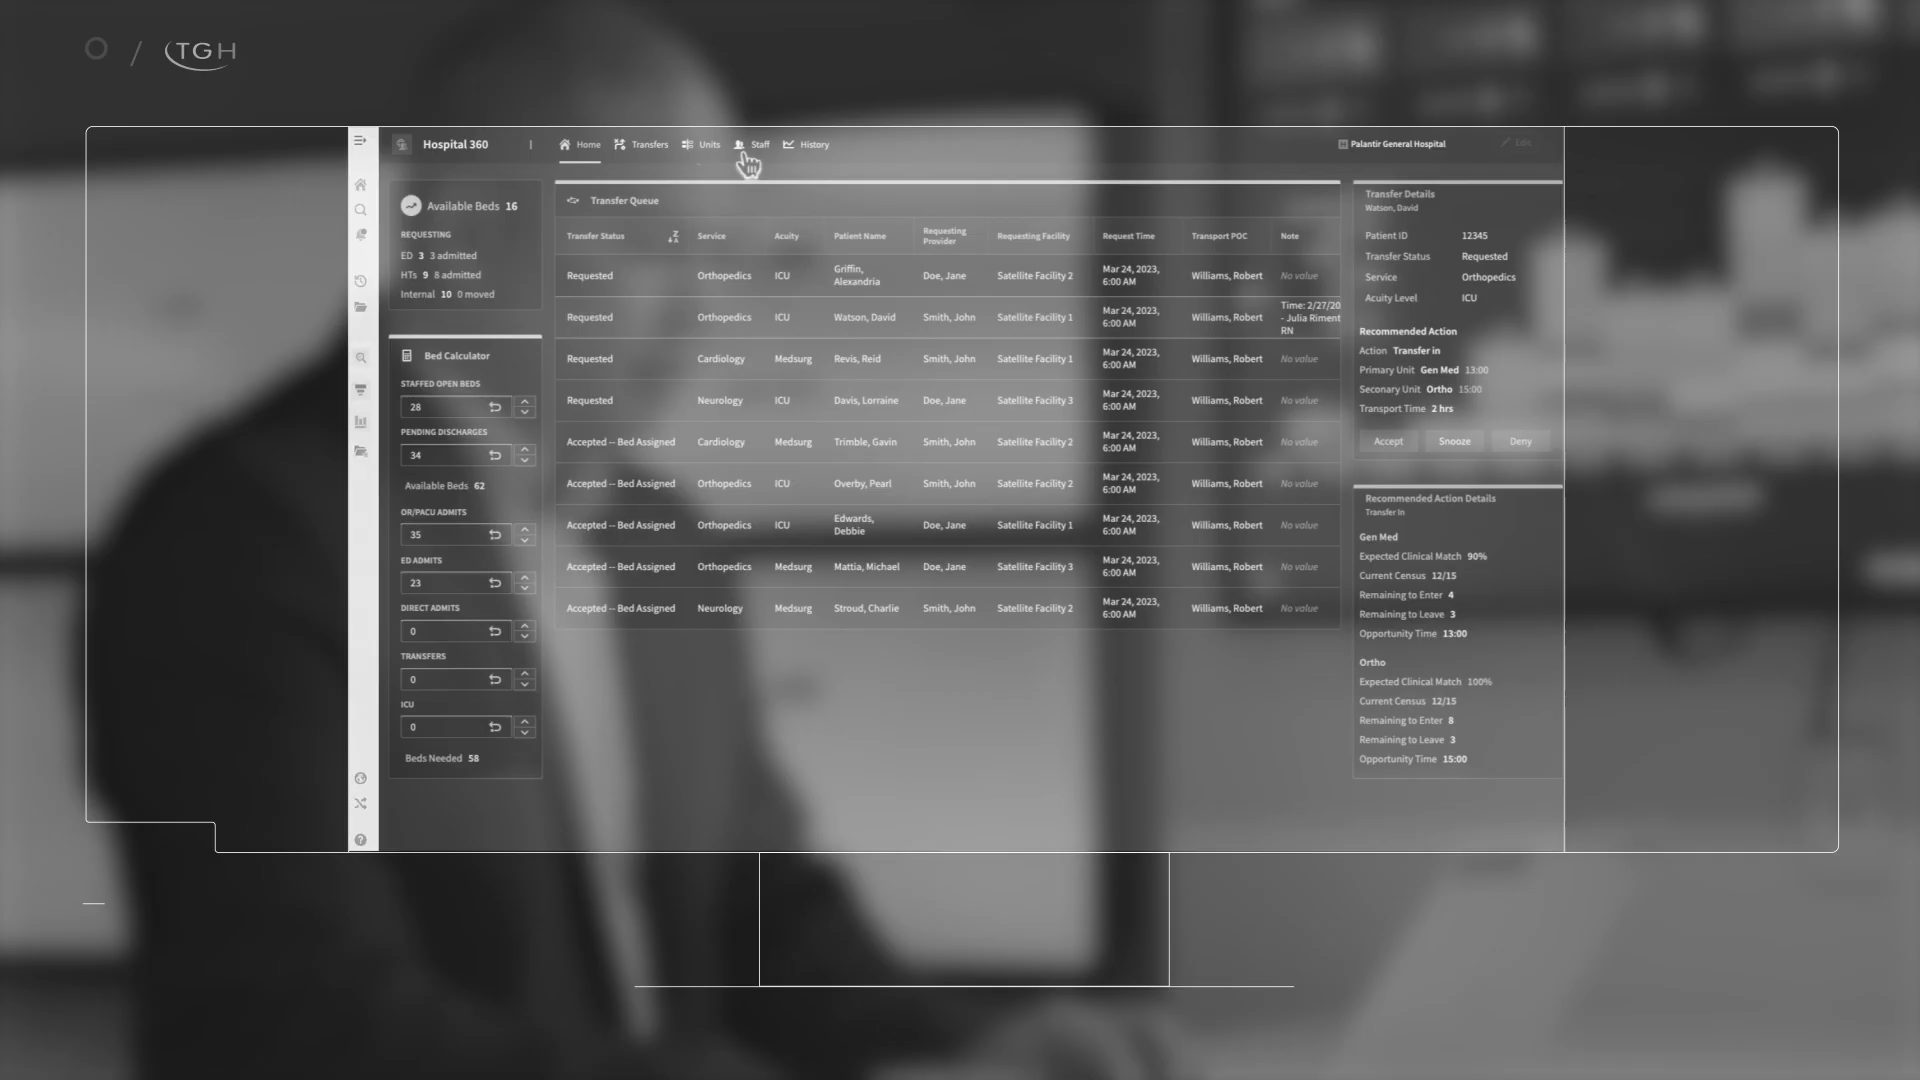 TGH
Hospital 360
Home
Transfers
Units
Staff
History
Palantir General Hospital
Edit
Available Beds 16
REQUESTING
ED 3 3 admitted
HTs 9 8 admitted
Internal 10 0 moved
Bed Calculator
STAFFED OPEN BEDS
28
PENDING DISCHARGES
34
Available Beds 62
OR/PACU ADMITS
35
ED ADMITS
23
DIRECT ADMITS
0
TRANSFERS
0
ICU
0
Beds Needed 58
Transfer Queue
Transfer Status Service Acuity Patient Name Requesting Provider Requesting Facility Request Time Transport POC Note
Requested Orthopedics ICU Griffin, Alexandria Doe, Jane Satellite Facility 2 Mar 24, 2023, 6:00 AM Williams, Robert No value
Requested Orthopedics ICU Watson, David Smith, John Satellite Facility 1 Mar 24, 2023, 6:00 AM Williams, Robert Time: 2/27/20 - Julia Riment RN
Requested Cardiology Medsurg Revis, Reid Smith, John Satellite Facility 1 Mar 24, 2023, 6:00 AM Williams, Robert No value
Requested Neurology ICU Davis, Lorraine Doe, Jane Satellite Facility 3 Mar 24, 2023, 6:00 AM Williams, Robert No value
Accepted -- Bed Assigned Cardiology Medsurg Trimble, Gavin Smith, John Satellite Facility 2 Mar 24, 2023, 6:00 AM Williams, Robert No value
Accepted -- Bed Assigned Orthopedics ICU Overby, Pearl Smith, John Satellite Facility 2 Mar 24, 2023, 6:00 AM Williams, Robert No value
Accepted -- Bed Assigned Orthopedics ICU Edwards, Debbie Doe, Jane Satellite Facility 1 Mar 24, 2023, 6:00 AM Williams, Robert No value
Accepted -- Bed Assigned Orthopedics Medsurg Mattia, Michael Doe, Jane Satellite Facility 3 Mar 24, 2023, 6:00 AM Williams, Robert No value
Accepted -- Bed Assigned Neurology Medsurg Stroud, Charlie Smith, John Satellite Facility 2 Mar 24, 2023, 6:00 AM Williams, Robert No value
Transfer Details
Watson, David
Patient ID 12345
Transfer Status Requested
Service Orthopedics
Acuity Level ICU
Recommended Action
Action Transfer in
Primary Unit Gen Med 13:00
Seconary Unit Ortho 15:00
Transport Time 2 hrs
Accept Snooze Deny
Recommended Action Details
Transfer In
Gen Med
Expected Clinical Match 90%
Current Census 12/15
Remaining to Enter 4
Remaining to Leave 3
Opportunity Time 13:00
Ortho
Expected Clinical Match 100%
Current Census 12/15
Remaining to Enter 8
Remaining to Leave 3
Opportunity Time 15:00